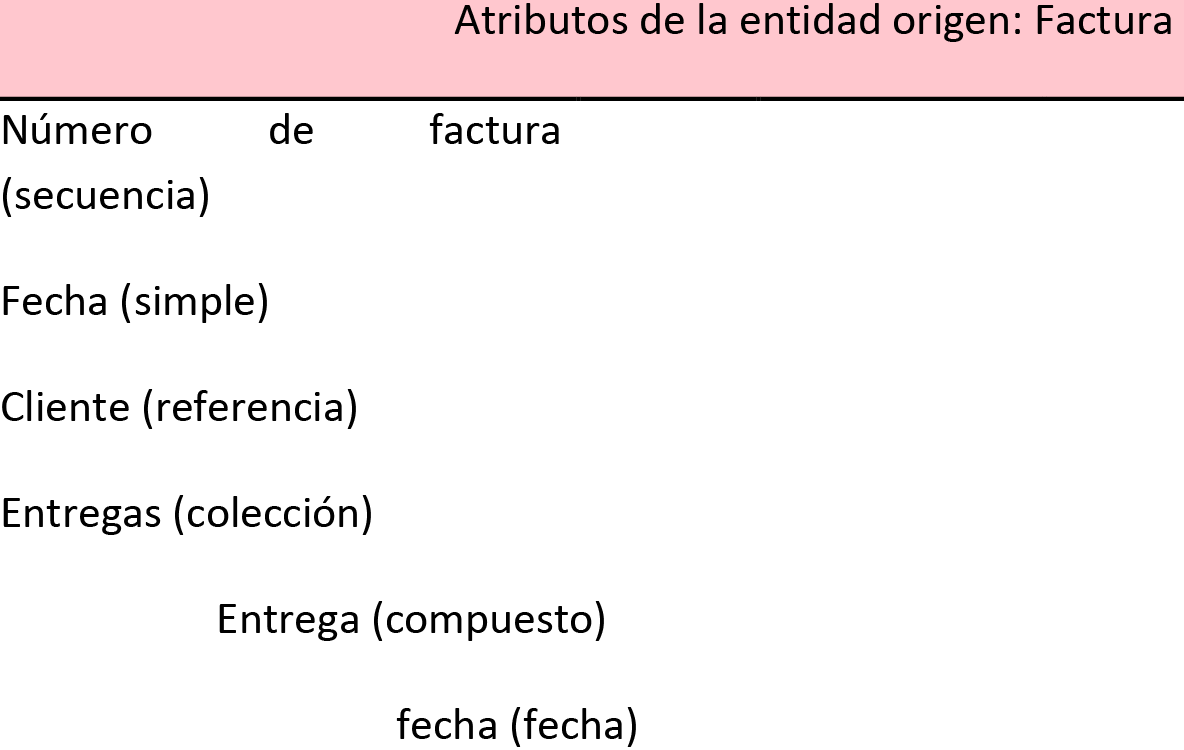 Atributos de la entidad origen: Factura
Número de factura
(secuencia)
Fecha (simple)
Cliente (referencia)
Entregas (colección)
Entrega (compuesto)
fecha (fecha)